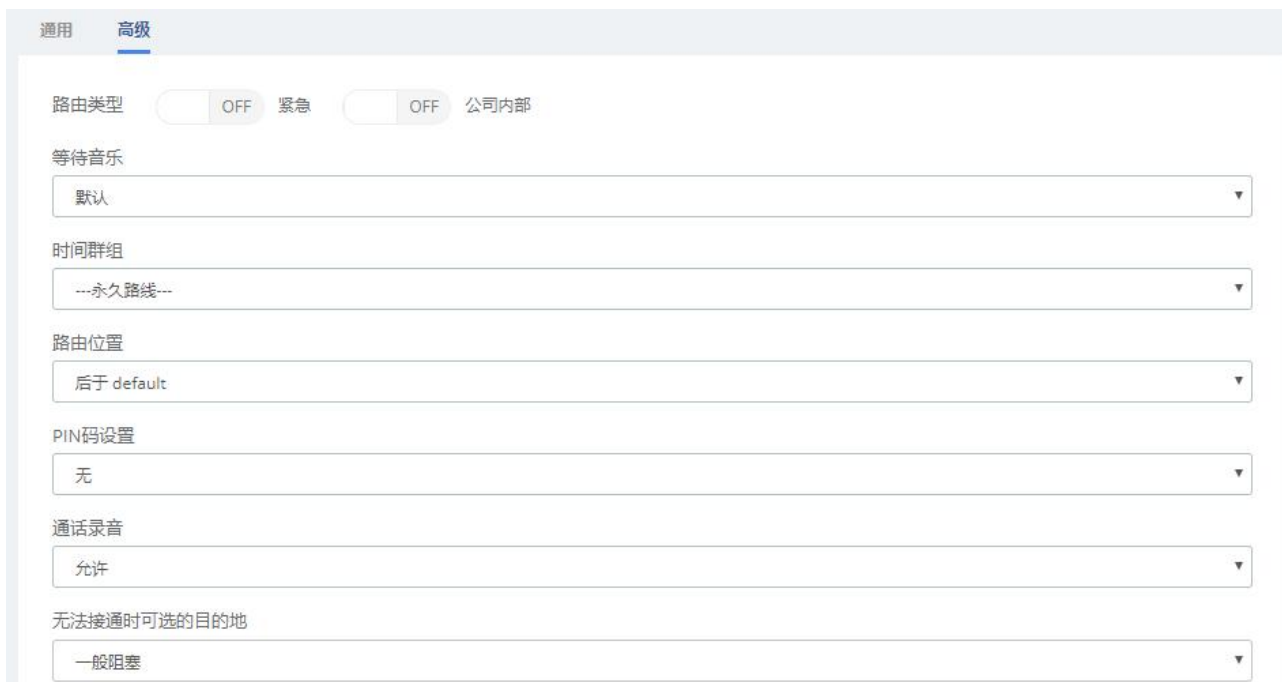 通用 高级
路由类型 OFF 紧急 OFF 公司内部
等待音乐
默认
时间群组
---永久路线---
路由位置
后于 default
PIN码设置
无
通话录音
允许
无法接通时可选的目的地
一般阻塞